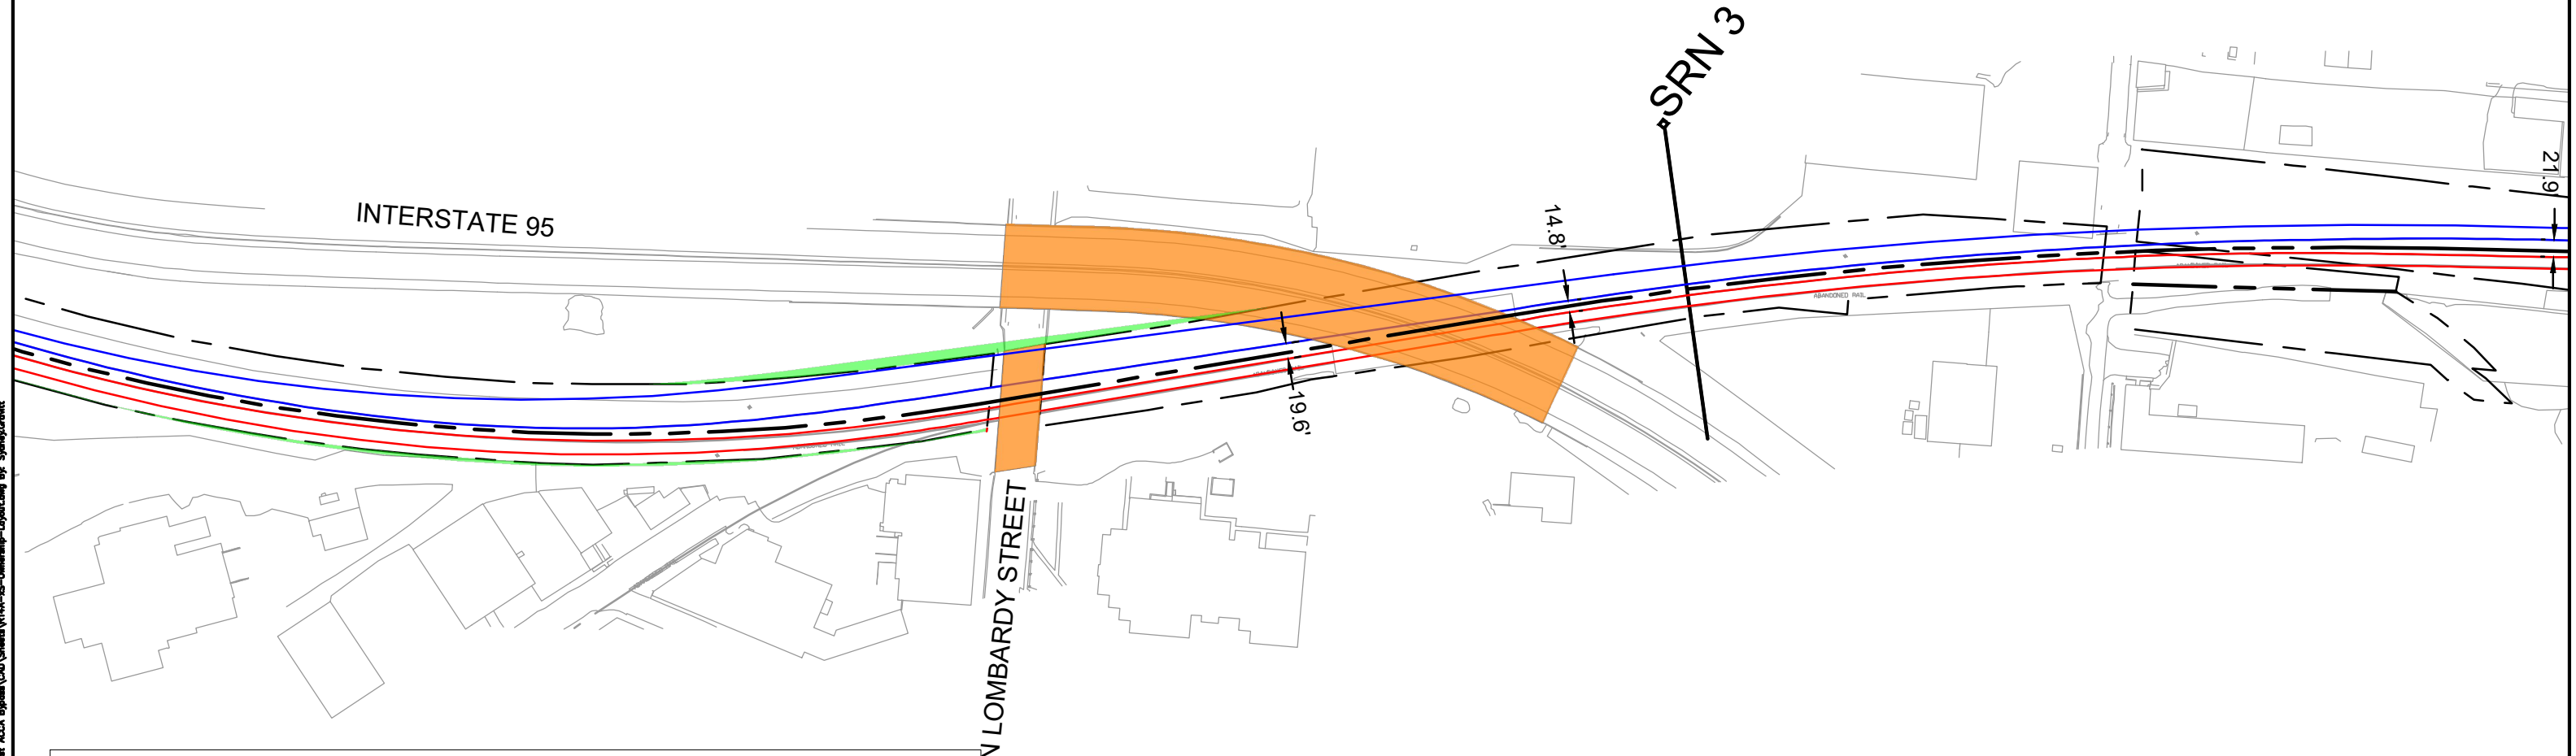 SRN 3
INTERSTATE 95
14.8'
21.9'
19.6'
ABANDONED RAIL
N LOMBARDY STREET